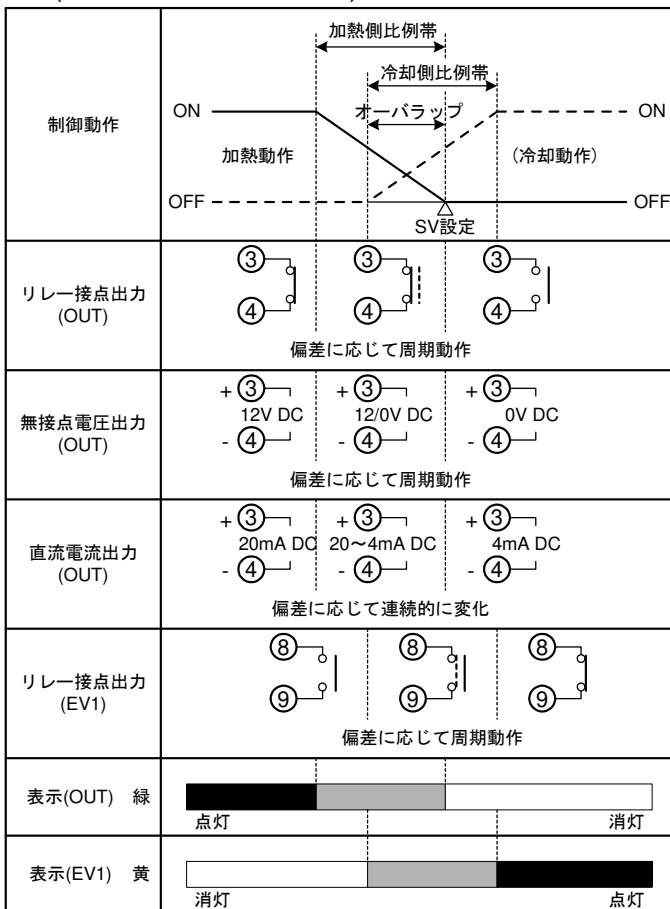 加熱側比例帯
冷却側比例帯
オーバラップ
制御動作
ON
ON
加熱動作
(冷却動作)
OFF
OFF
SV設定
リレー接点出力
(OUT)
③ ③ ③
④ ④ ④
偏差に応じて周期動作
無接点電圧出力
(OUT)
+ ③ + ③ + ③
12V DC 12/0V DC 0V DC
- ④ - ④ - ④
偏差に応じて周期動作
直流電流出力
(OUT)
+ ③ + ③ + ③
20mA DC 20～4mA DC 4mA DC
- ④ - ④ - ④
偏差に応じて連続的に変化
リレー接点出力
(EV1)
⑧ ⑧ ⑧
⑨ ⑨ ⑨
偏差に応じて周期動作
表示(OUT) 緑
点灯 消灯
表示(EV1) 黄
消灯 点灯